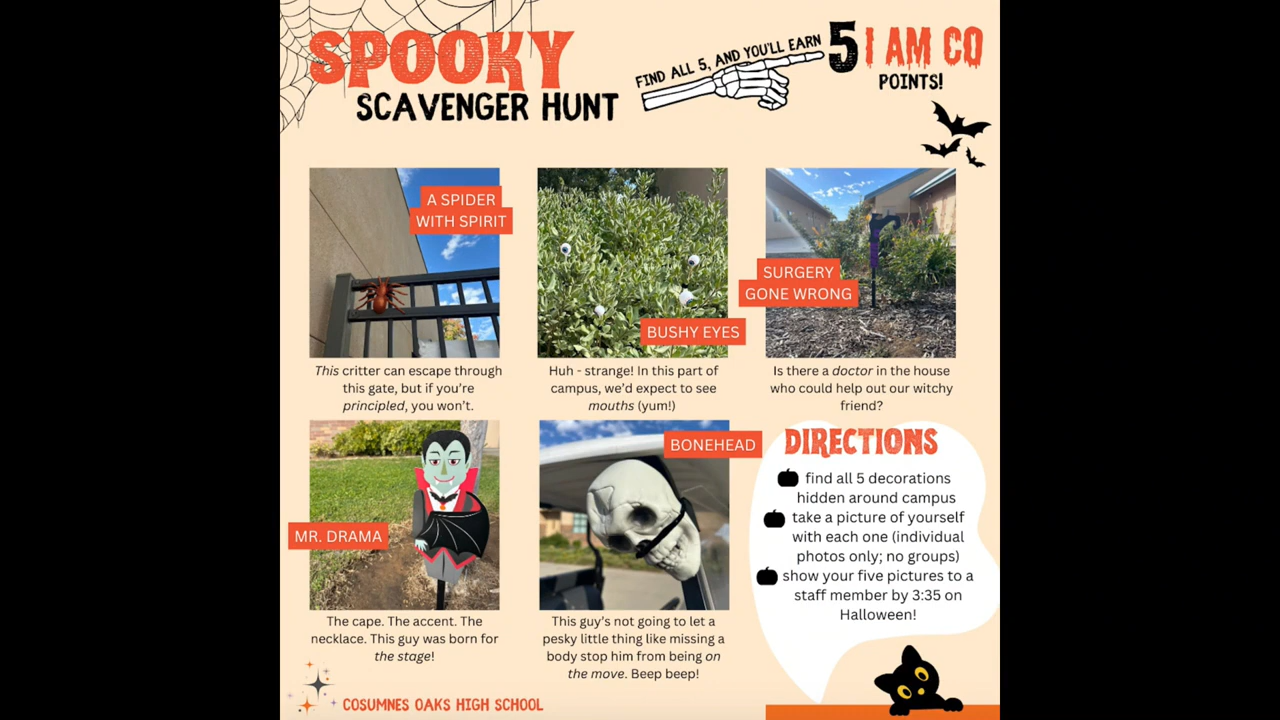 SPOOKY
SCAVENGER HUNT
FIND ALL 5, AND YOU'LL EARN
5 I AM CO
POINTS!
A SPIDER
WITH SPIRIT
This critter can escape through
this gate, but if you're
principled, you won't.
BUSHY EYES
Huh - strange! In this part of
campus, we'd expect to see
mouths (yum!)
SURGERY
GONE WRONG
Is there a doctor in the house
who could help out our witchy
friend?
MR. DRAMA
The cape. The accent. The
necklace. This guy was born for
the stage!
BONEHEAD
This guy's not going to let a
pesky little thing like missing a
body stop him from being on
the move. Beep beep!
DIRECTIONS
find all 5 decorations
hidden around campus
take a picture of yourself
with each one (individual
photos only; no groups)
show your five pictures to a
staff member by 3:35 on
Halloween!
COSUMNES OAKS HIGH SCHOOL